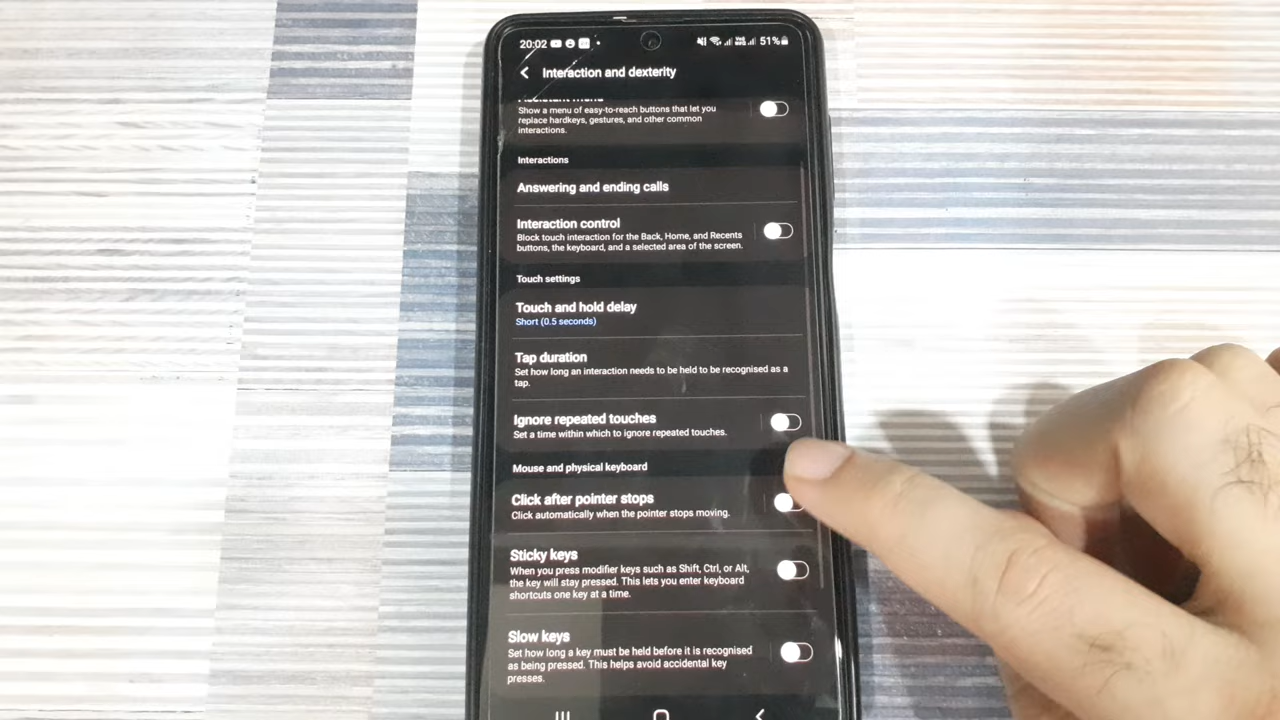 20:02
51%
Interaction and dexterity
Assistant menu
Show a menu of easy-to-reach buttons that let you
replace hardkeys, gestures, and other common
interactions.
Interactions
Answering and ending calls
Interaction control
Block touch interaction for the Back, Home, and Recents
buttons, the keyboard, and a selected area of the screen.
Touch settings
Touch and hold delay
Short (0.5 seconds)
Tap duration
Set how long an interaction needs to be held to be recognised as a
tap.
Ignore repeated touches
Set a time within which to ignore repeated touches.
Mouse and physical keyboard
Click after pointer stops
Click automatically when the pointer stops moving.
Sticky keys
When you press modifier keys such as Shift, Ctrl, or Alt,
the key will stay pressed. This lets you enter keyboard
shortcuts one key at a time.
Slow keys
Set how long a key must be held before it is recognised
as being pressed. This helps avoid accidental key
presses.